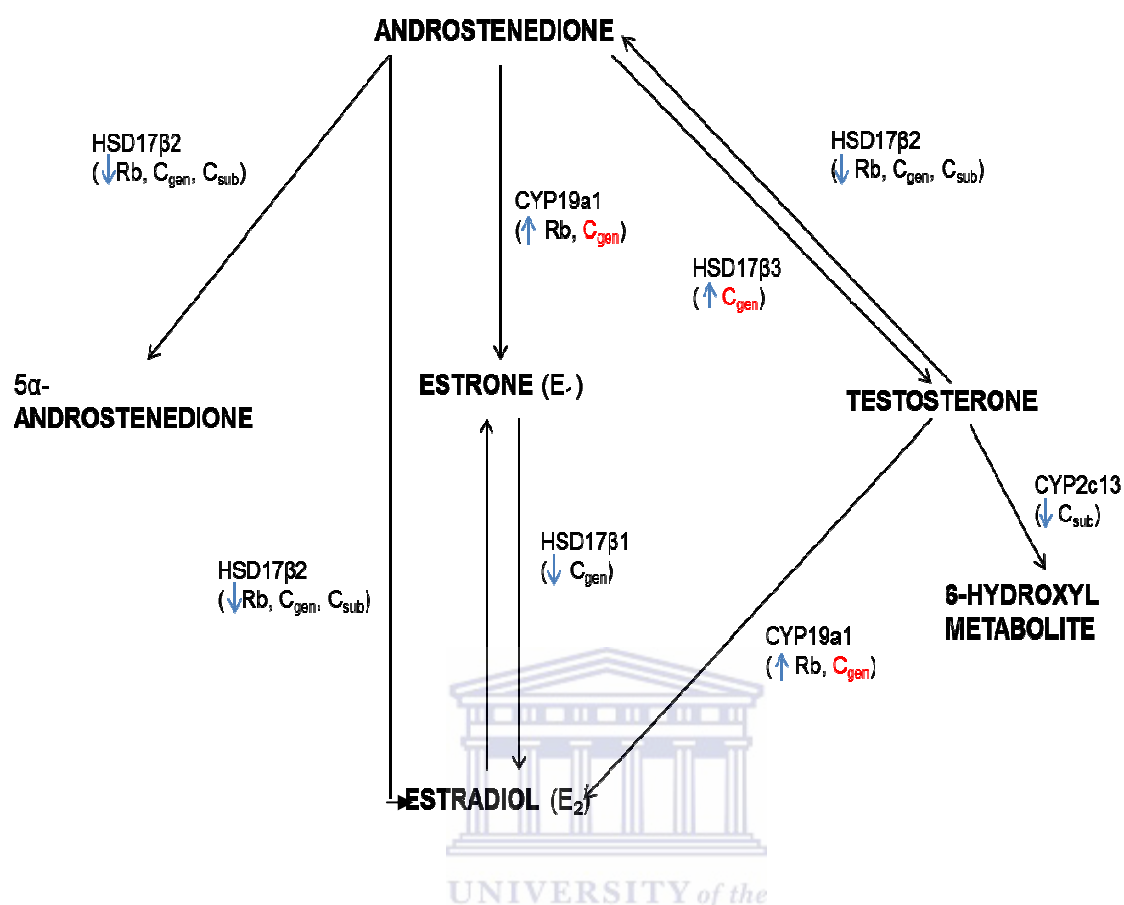 ANDROSTENEDIONE
HSD17β2
(↓Rb, Cgen, Csub)
HSD17β2
(↓ Rb, Cgen, Csub)
CYP19a1
(↑ Rb, Cgen)
HSD17β3
(↑ Cgen)
5α-
ANDROSTENEDIONE
ESTRONE (E-)
TESTOSTERONE
CYP2c13
(↓ Csub)
HSD17β1
(↓ Cgen)
HSD17β2
(↓Rb, Cgen, Csub)
6-HYDROXYL
METABOLITE
CYP19a1
(↑ Rb, Cgen)
ESTRADIOL (E2)
UNIVERSITY of the